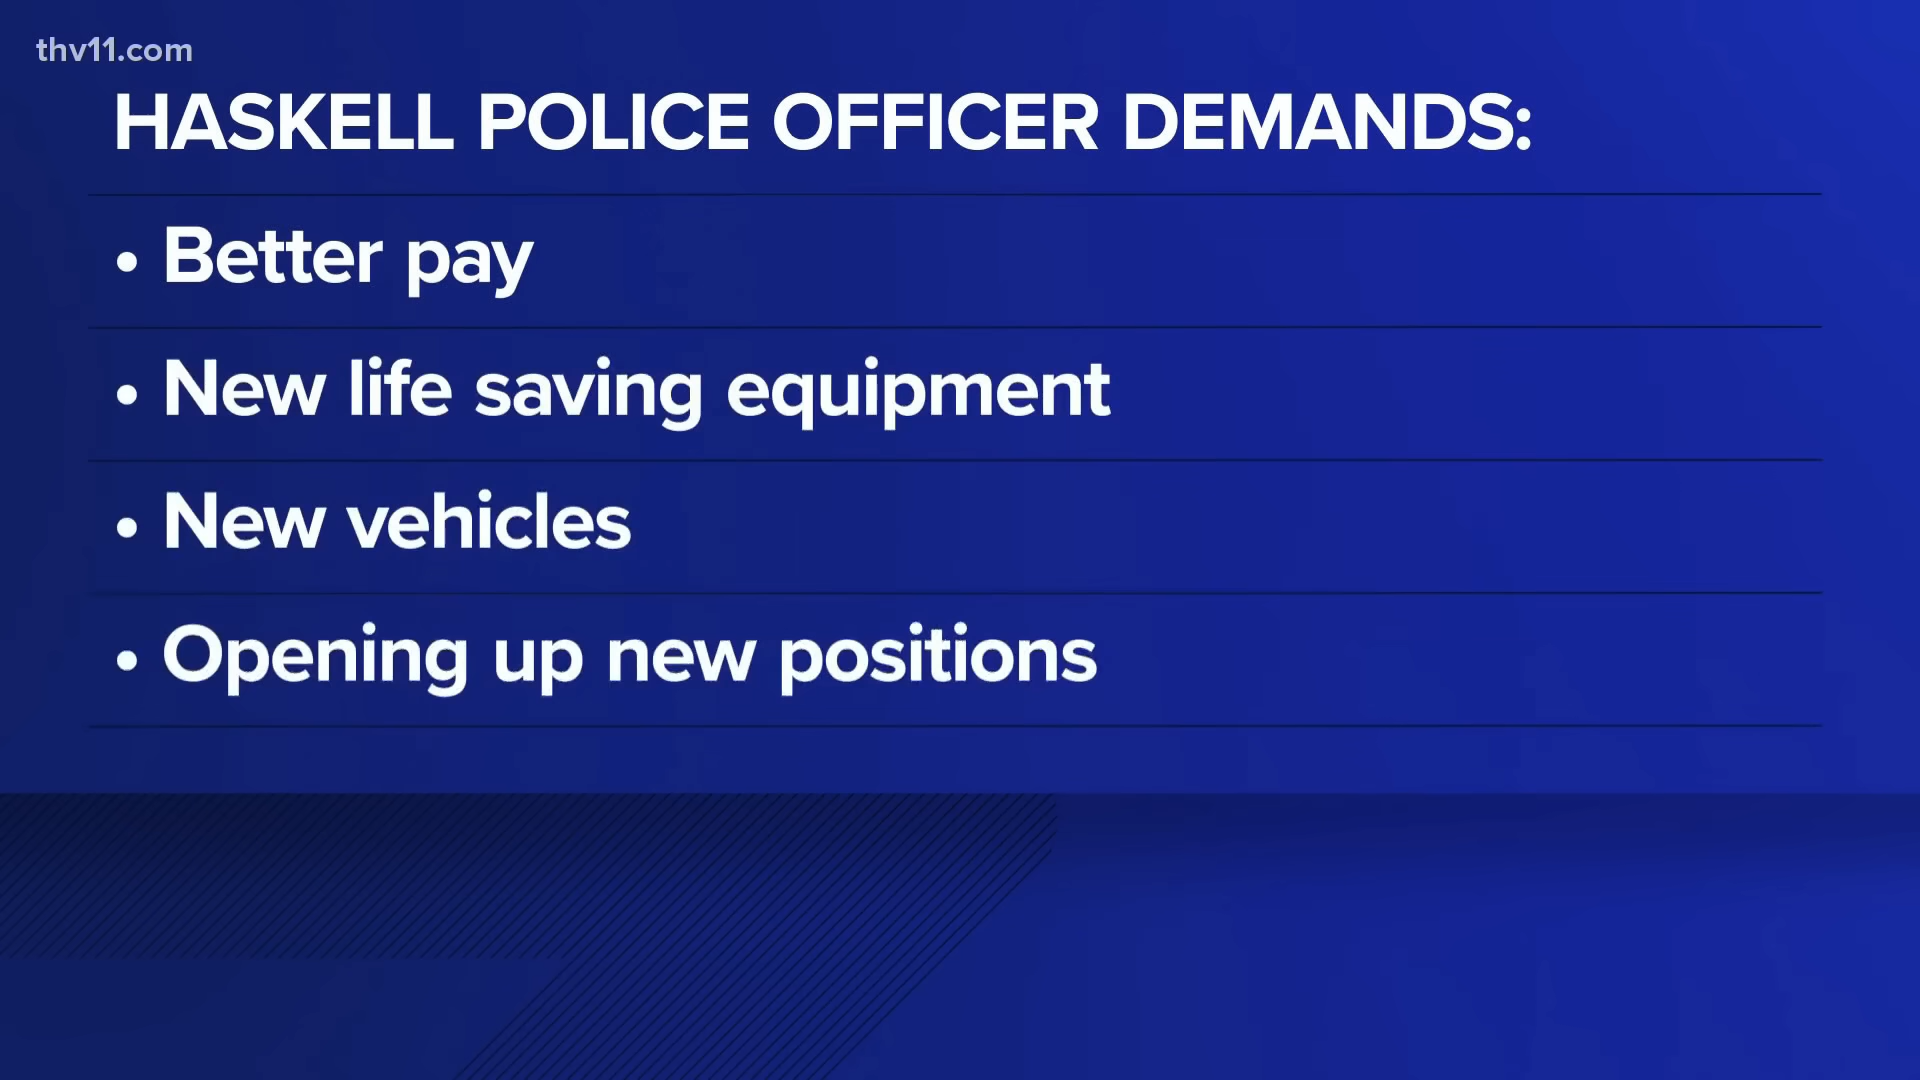 thv11.com
HASKELL POLICE OFFICER DEMANDS:
• Better pay
• New life saving equipment
• New vehicles
• Opening up new positions